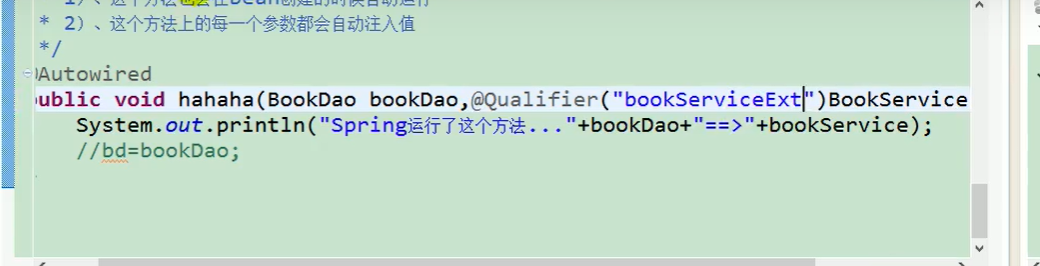 1)、这个方法也会在bean创建的时候自动运行
* 2)、这个方法上的每一个参数都会自动注入值
*/
@Autowired
public void hahaha(BookDao bookDao,@Qualifier("bookServiceExt")BookService
System.out.println("Spring运行了这个方法..."+bookDao+"==>"+bookService);
//bd=bookDao;